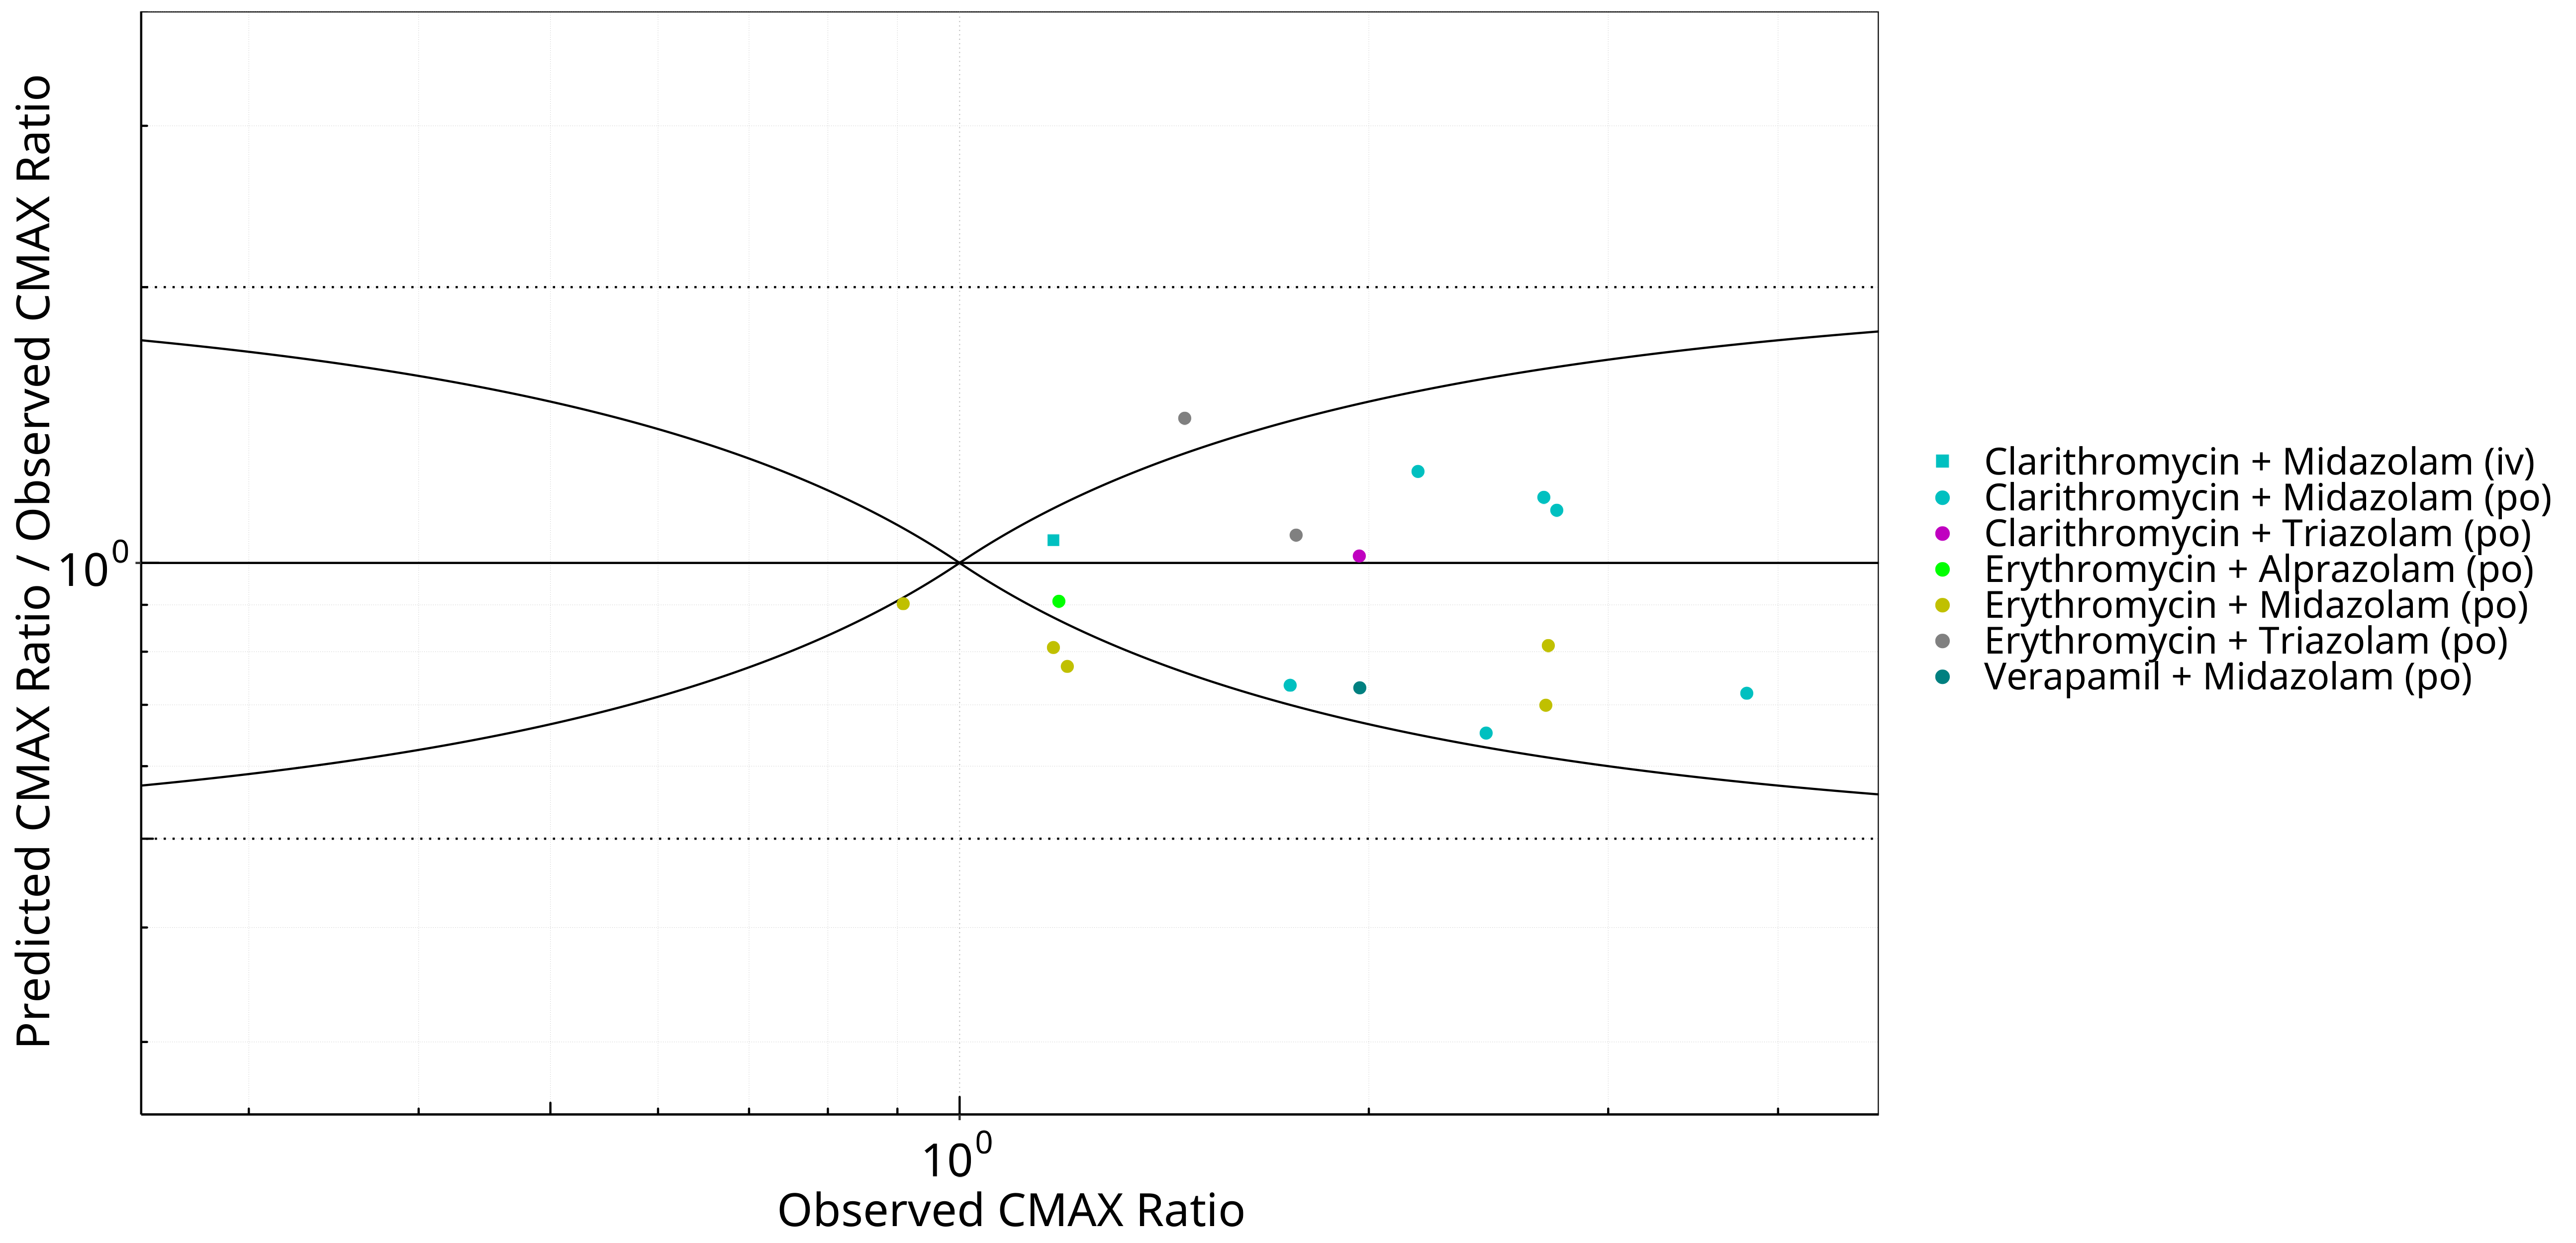 Predicted CMAX Ratio / Observed CMAX Ratio
10⁰
10⁰
Observed CMAX Ratio
Clarithromycin + Midazolam (iv)
Clarithromycin + Midazolam (po)
Clarithromycin + Triazolam (po)
Erythromycin + Alprazolam (po)
Erythromycin + Midazolam (po)
Erythromycin + Triazolam (po)
Verapamil + Midazolam (po)